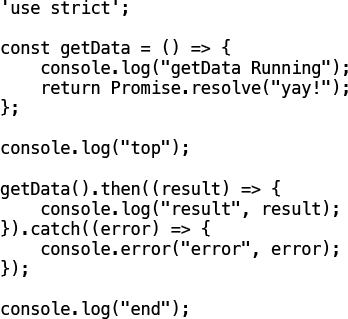 'use strict';

const getData = () => {
    console.log("getData Running");
    return Promise.resolve("yay!");
};

console.log("top");

getData().then((result) => {
    console.log("result", result);
}).catch((error) => {
    console.error("error", error);
});

console.log("end");